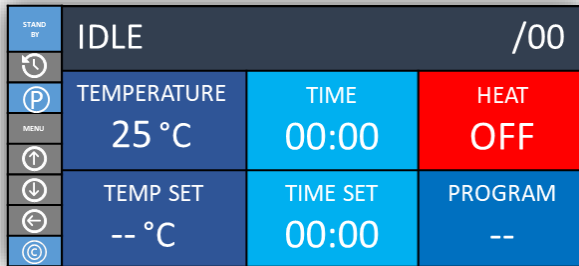 STAND
BY
IDLE /00
P
MENU
©
TEMPERATURE
25 °C
TIME
00:00
HEAT
OFF
TEMP SET
-- °C
TIME SET
00:00
PROGRAM
--